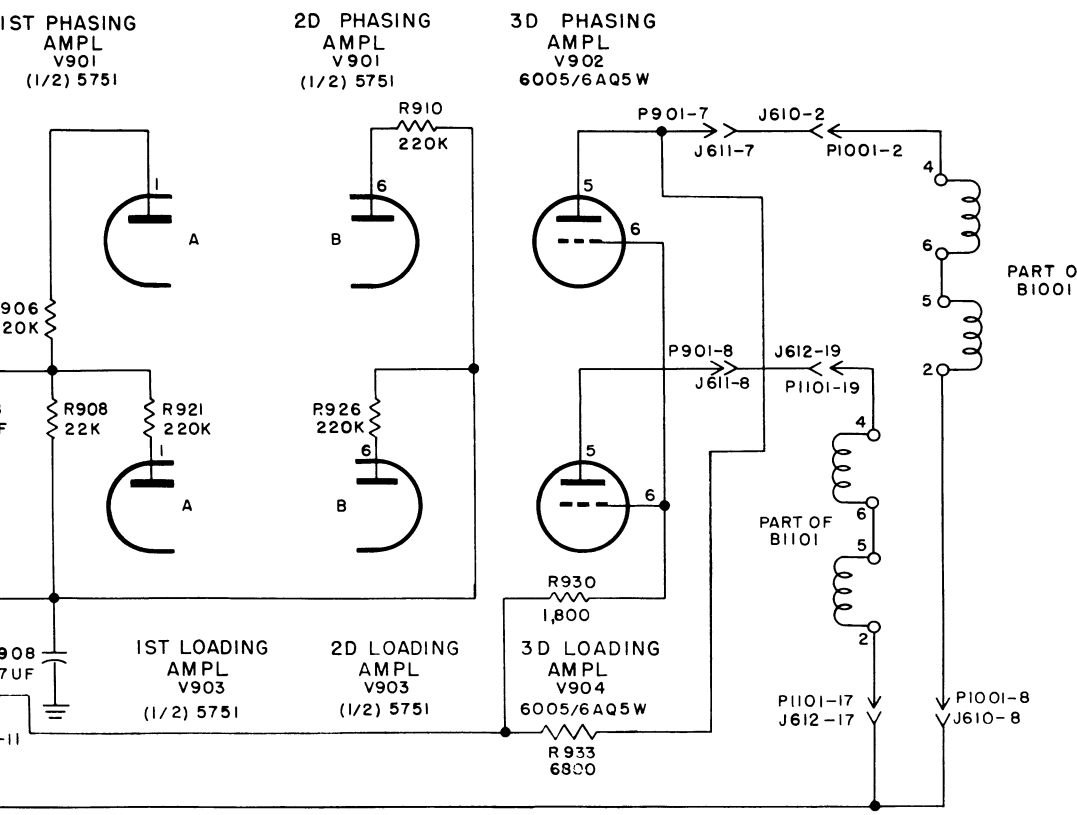 1ST PHASING
AMPL
V901
(1/2) 5751
2D PHASING
AMPL
V901
(1/2) 5751
3D PHASING
AMPL
V902
6005/6AQ5W
R910
220K
P901-7
J611-7
J610-2
P1001-2
1
A
6
B
5
6
4
6
5
2
PART O
B1001
906
20K
R908
22K
R921
220K
R926
220K
P901-8
J611-8
J612-19
P1101-19
F
1
A
6
B
5
6
4
6
5
2
PART OF
B1101
R930
1,800
908
7UF
1ST LOADING
AMPL
V903
(1/2) 5751
2D LOADING
AMPL
V903
(1/2) 5751
3D LOADING
AMPL
V904
6005/6AQ5W
R933
6800
P1101-17
J612-17
P1001-8
J610-8
-11